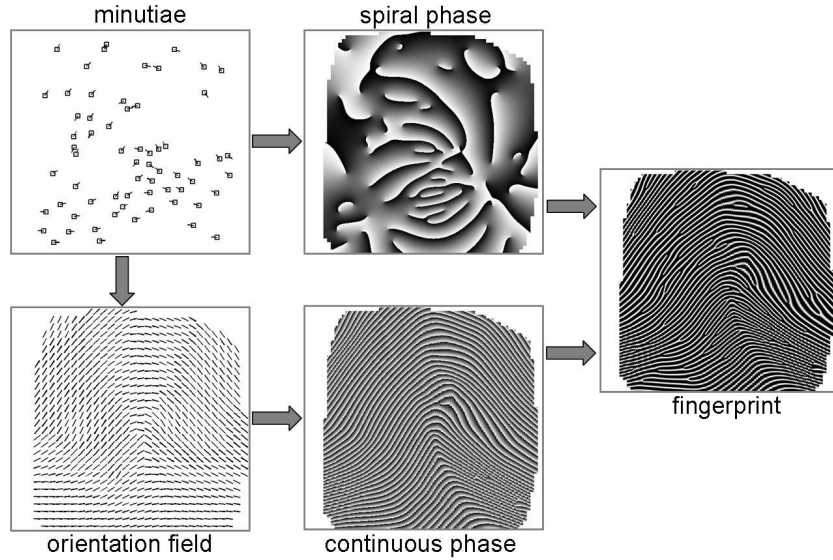 minutiae
spiral phase
fingerprint
orientation field
continuous phase